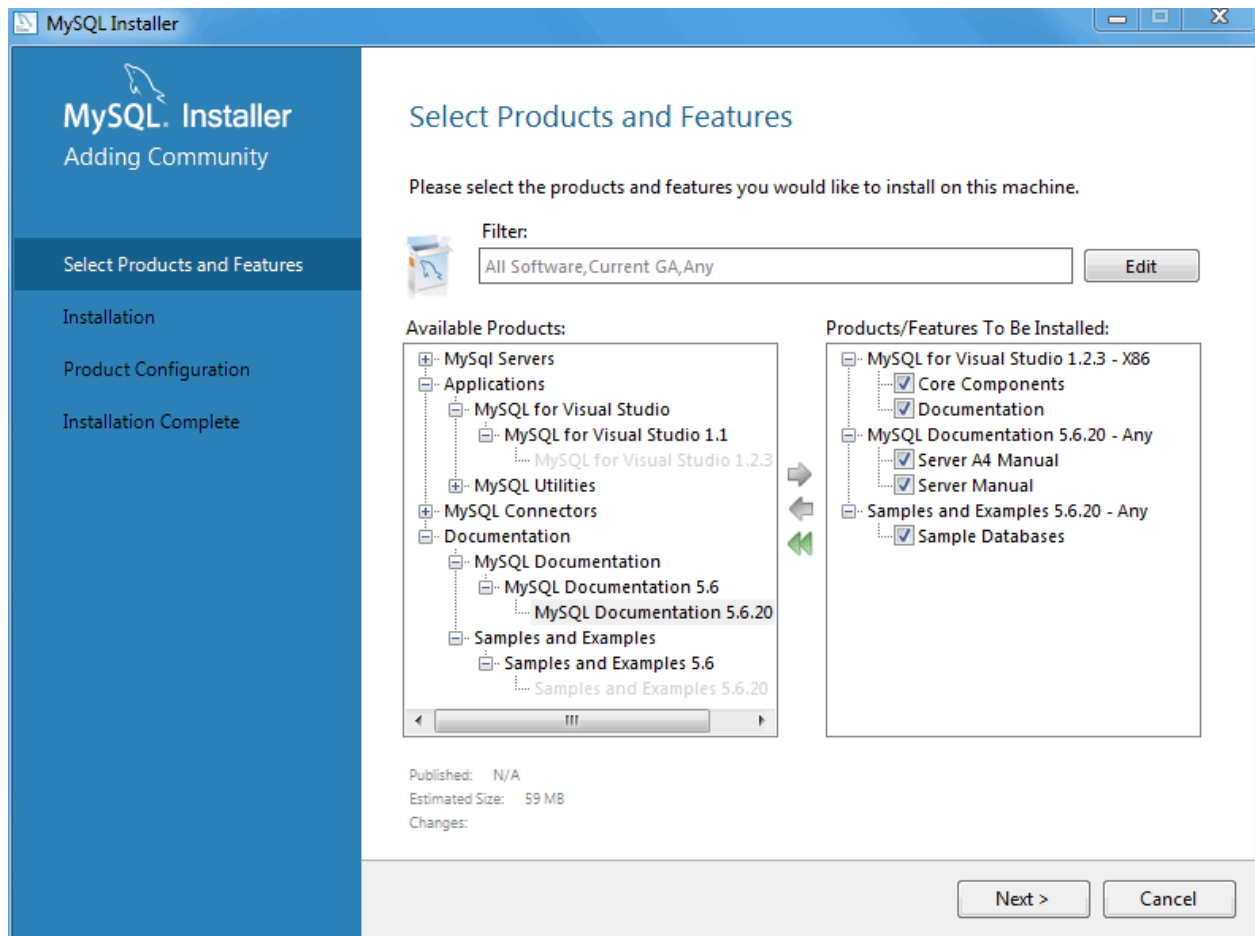 MySQL Installer
MySQL. Installer
Adding Community
Select Products and Features
Installation
Product Configuration
Installation Complete
Select Products and Features
Please select the products and features you would like to install on this machine.
Filter:
All Software,Current GA,Any
Edit
Available Products:
MySql Servers
Applications
MySQL for Visual Studio
MySQL for Visual Studio 1.1
MySQL for Visual Studio 1.2.3
MySQL Utilities
MySQL Connectors
Documentation
MySQL Documentation
MySQL Documentation 5.6
MySQL Documentation 5.6.20
Samples and Examples
Samples and Examples 5.6
Samples and Examples 5.6.20
Products/Features To Be Installed:
MySQL for Visual Studio 1.2.3 - X86
Core Components
Documentation
MySQL Documentation 5.6.20 - Any
Server A4 Manual
Server Manual
Samples and Examples 5.6.20 - Any
Sample Databases
Published: N/A
Estimated Size: 59 MB
Changes:
Next >
Cancel